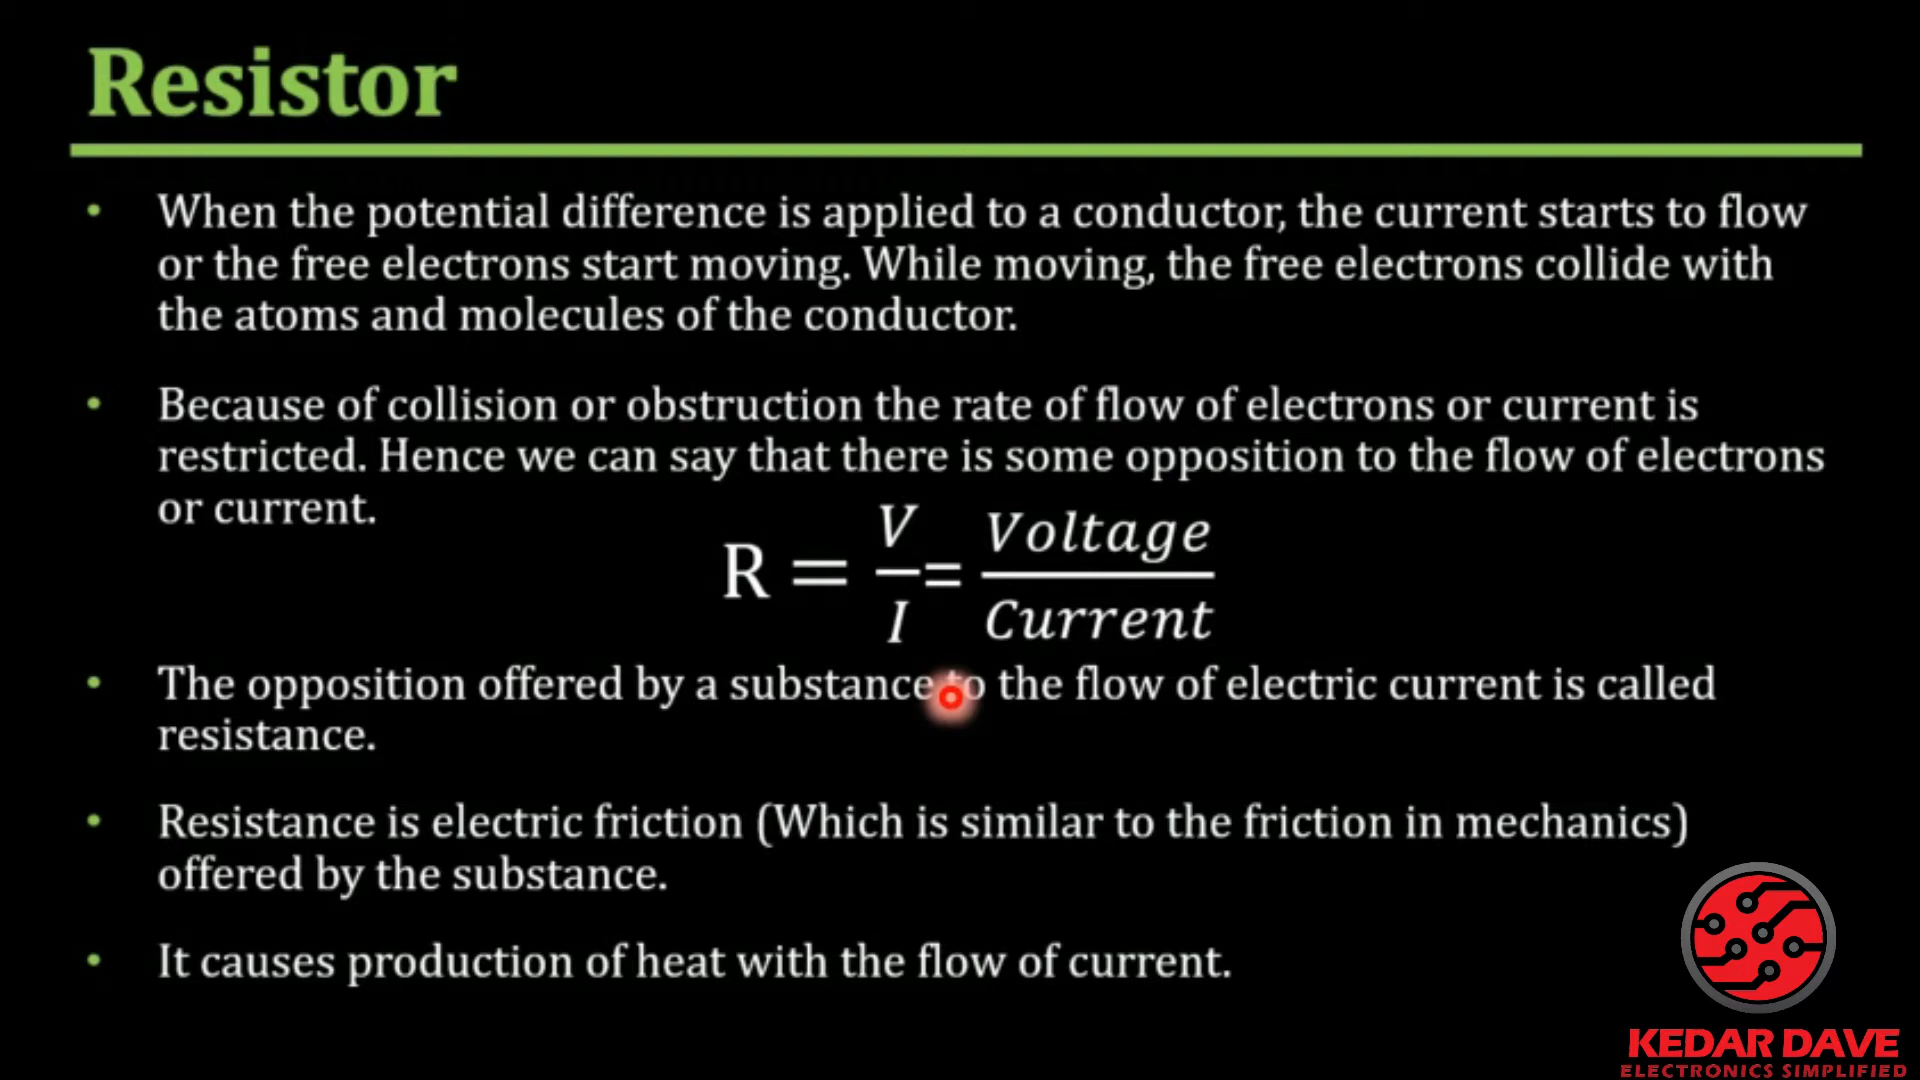 Resistor
• When the potential difference is applied to a conductor, the current starts to flow
or the free electrons start moving. While moving, the free electrons collide with
the atoms and molecules of the conductor.
• Because of collision or obstruction the rate of flow of electrons or current is
restricted. Hence we can say that there is some opposition to the flow of electrons
or current.
R = V/I = Voltage/Current
• The opposition offered by a substance to the flow of electric current is called
resistance.
• Resistance is electric friction (Which is similar to the friction in mechanics)
offered by the substance.
• It causes production of heat with the flow of current.
KEDAR DAVE
ELECTRONICS SIMPLIFIED